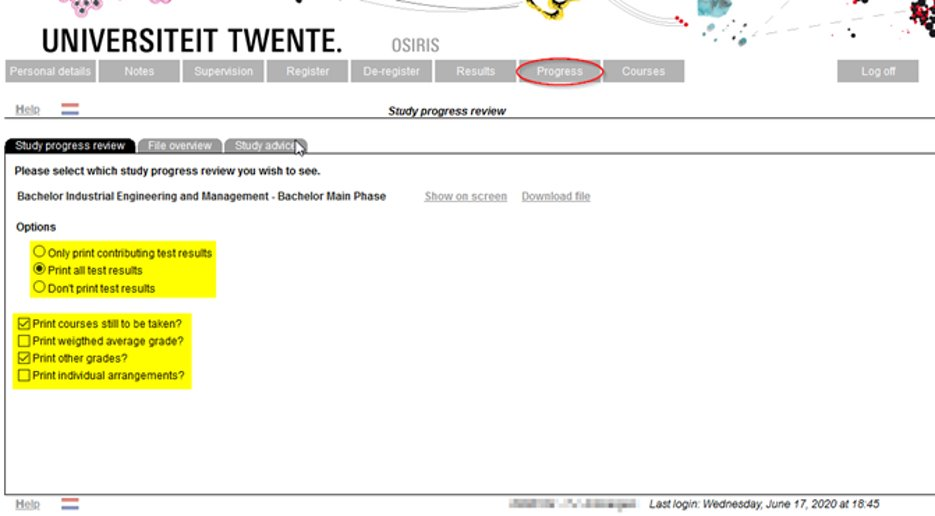 UNIVERSITEIT TWENTE. OSIRIS
Personal details Notes Supervision Register De-register Results Progress Courses Log off
Help Study progress review
Study progress review File overview Study advice
Please select which study progress review you wish to see.
Bachelor Industrial Engineering and Management - Bachelor Main Phase Show on screen Download file
Options
Only print contributing test results
Print all test results
Don't print test results
Print courses still to be taken?
Print weigthed average grade?
Print other grades?
Print individual arrangements?
Help Last login: Wednesday, June 17, 2020 at 18:45